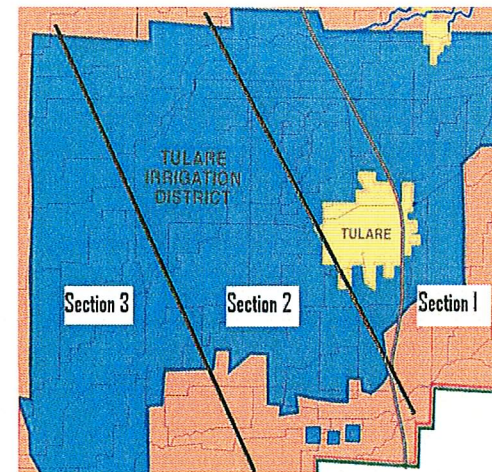 TULARE
IRRIGATION
DISTRICT
TULARE
Section 3
Section 2
Section 1